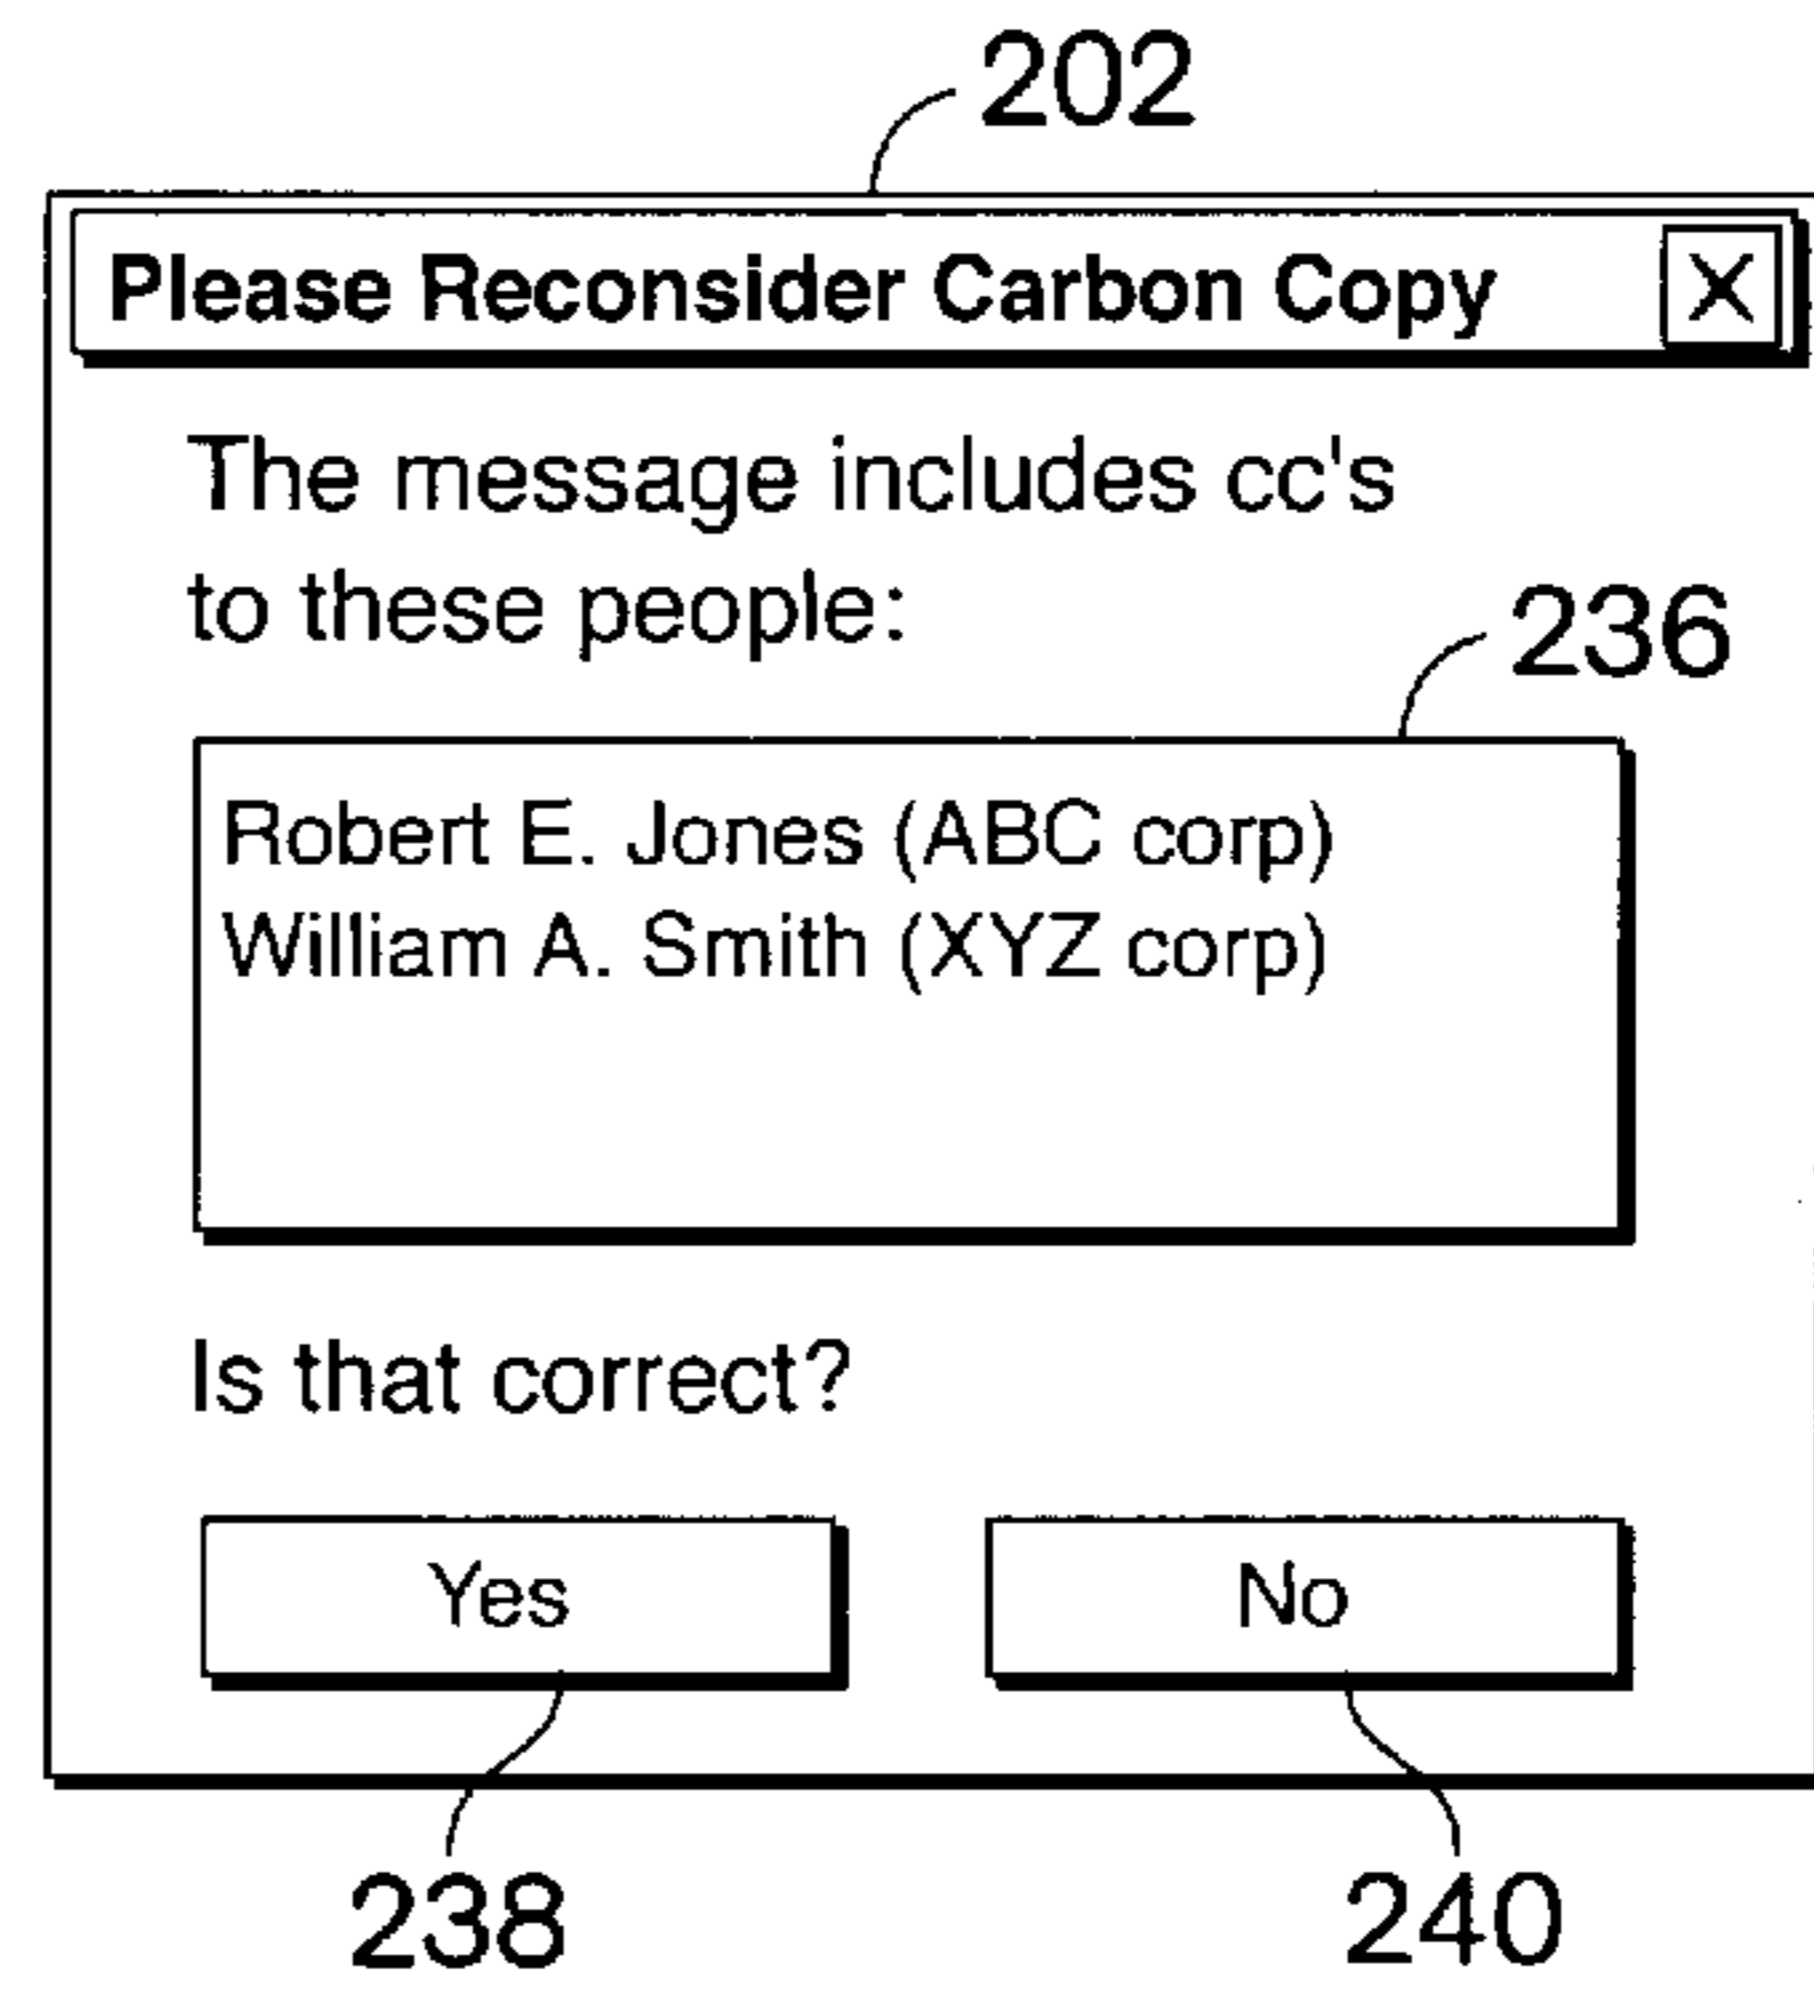 202
Please Reconsider Carbon Copy X
The message includes cc's
to these people:
236
Robert E. Jones (ABC corp)
William A. Smith (XYZ corp)
Is that correct?
Yes No
238 240